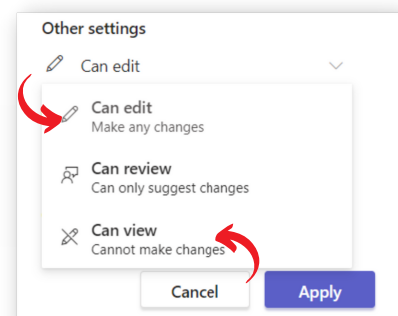 Other settings
Can edit
Can edit
Make any changes
Can review
Can only suggest changes
Can view
Cannot make changes
Cancel
Apply